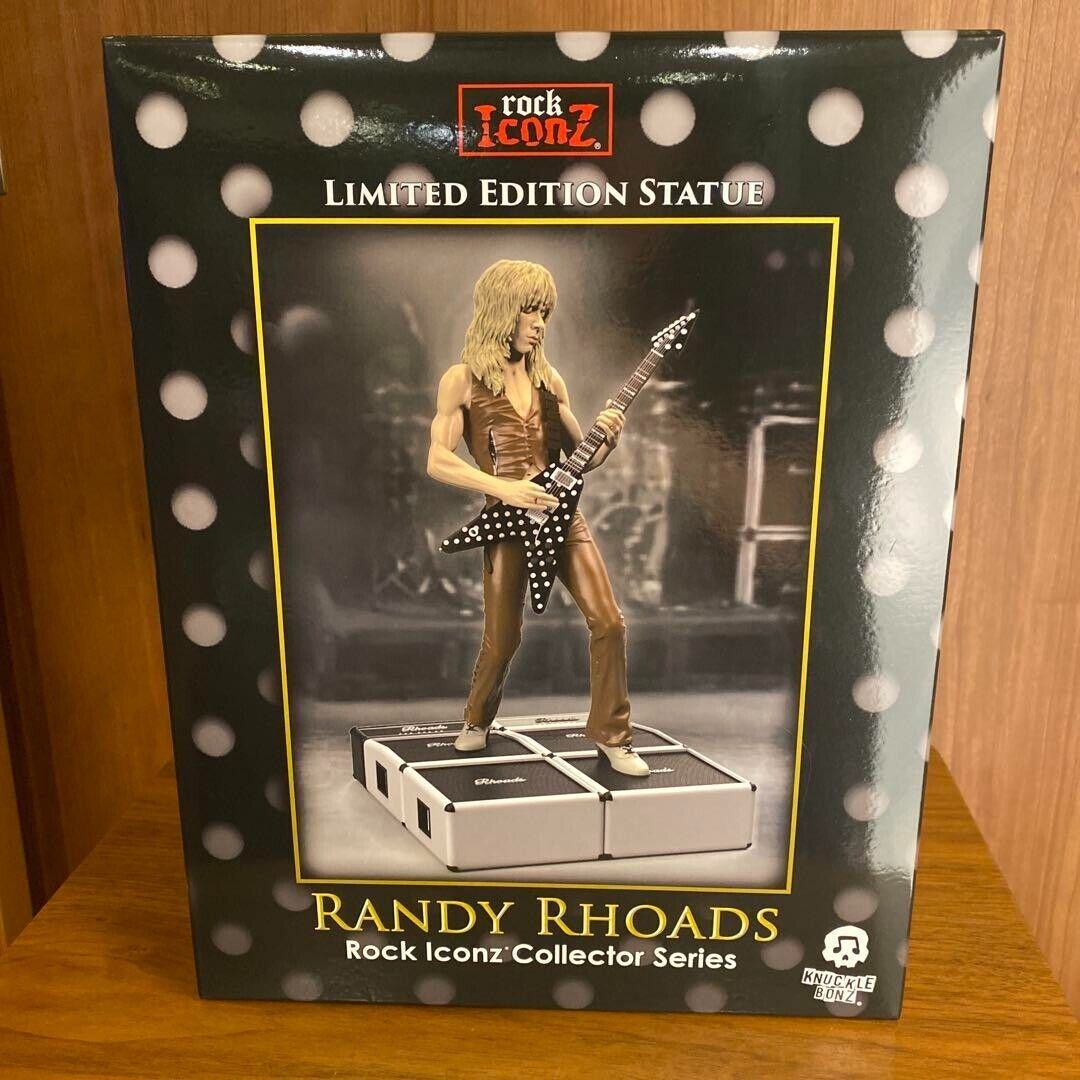 rock
IconZ®
LIMITED EDITION STATUE
Rhoads
Rhoads
Rhoads
Rhoads
RANDY RHOADS
Rock Iconz® Collector Series
KNUCKLE
BONZ®